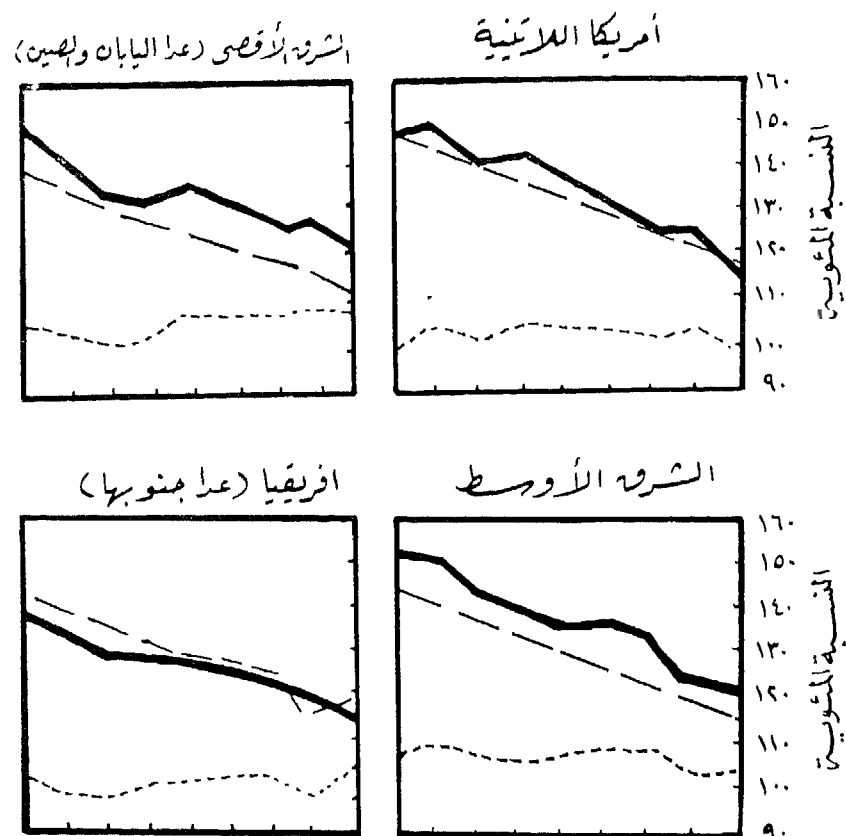 أمريكا اللاتينية
الشرق الأقصى (عدا اليابان والصين)
١٦٠
١٥٠
١٤٠
١٣٠
١٢٠
١١٠
١٠٠
٩٠
النسبة المئوية
الشرق الأوسط
افريقيا (عدا جنوبها)
١٦٠
١٥٠
١٤٠
١٣٠
١٢٠
١١٠
١٠٠
٩٠
النسبة المئوية